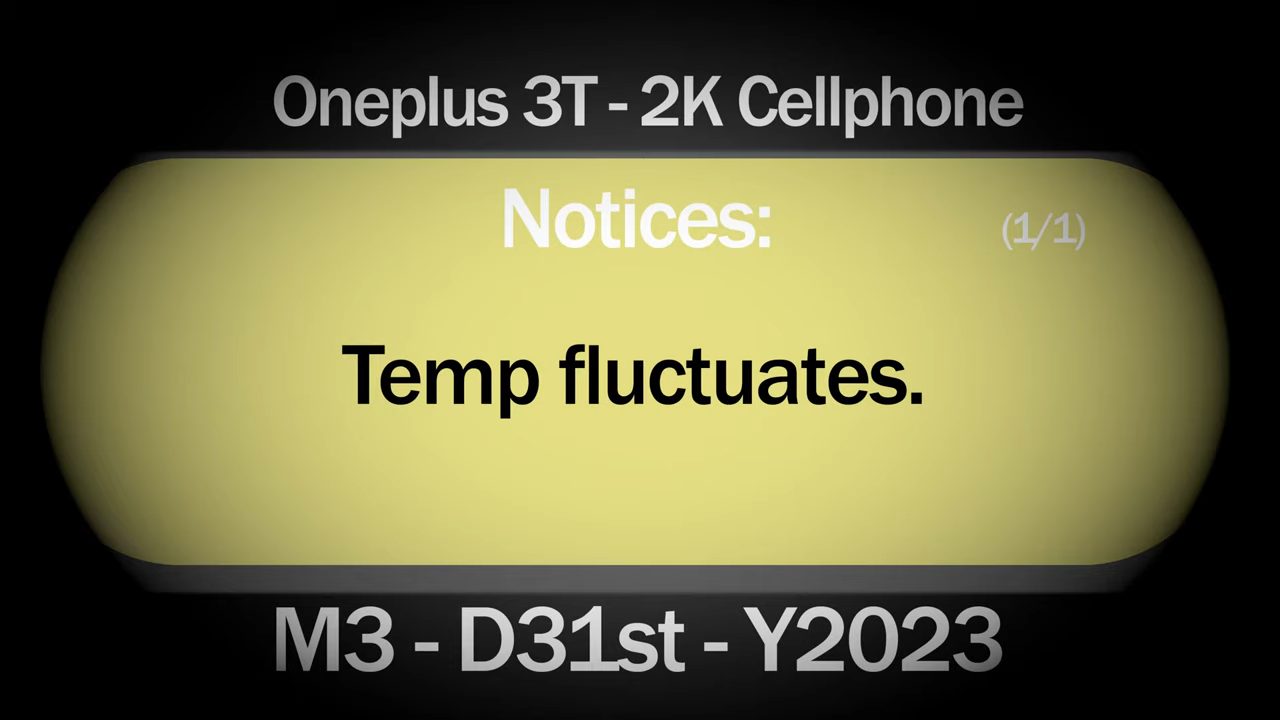 Oneplus 3T - 2K Cellphone
Notices:
(1/1)
Temp fluctuates.
M3 - D31st - Y2023